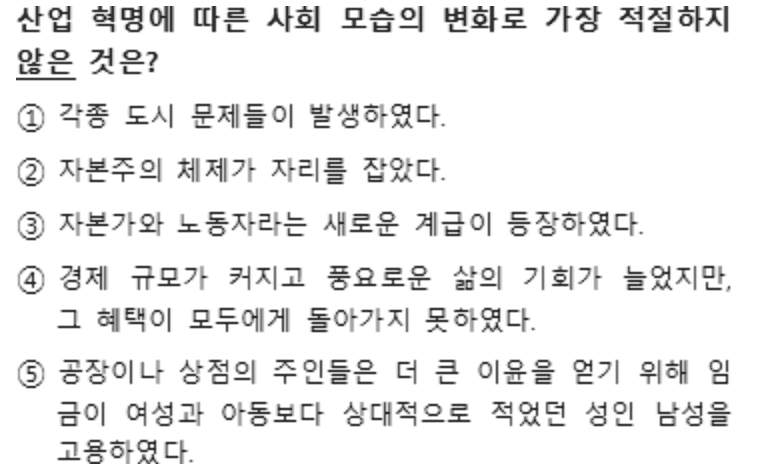 산업 혁명에 따른 사회 모습의 변화로 가장 적절하지
않은 것은?
① 각종 도시 문제들이 발생하였다.
② 자본주의 체제가 자리를 잡았다.
③ 자본가와 노동자라는 새로운 계급이 등장하였다.
④ 경제 규모가 커지고 풍요로운 삶의 기회가 늘었지만,
그 혜택이 모두에게 돌아가지 못하였다.
⑤ 공장이나 상점의 주인들은 더 큰 이윤을 얻기 위해 임
금이 여성과 아동보다 상대적으로 적었던 성인 남성을
고용하였다.